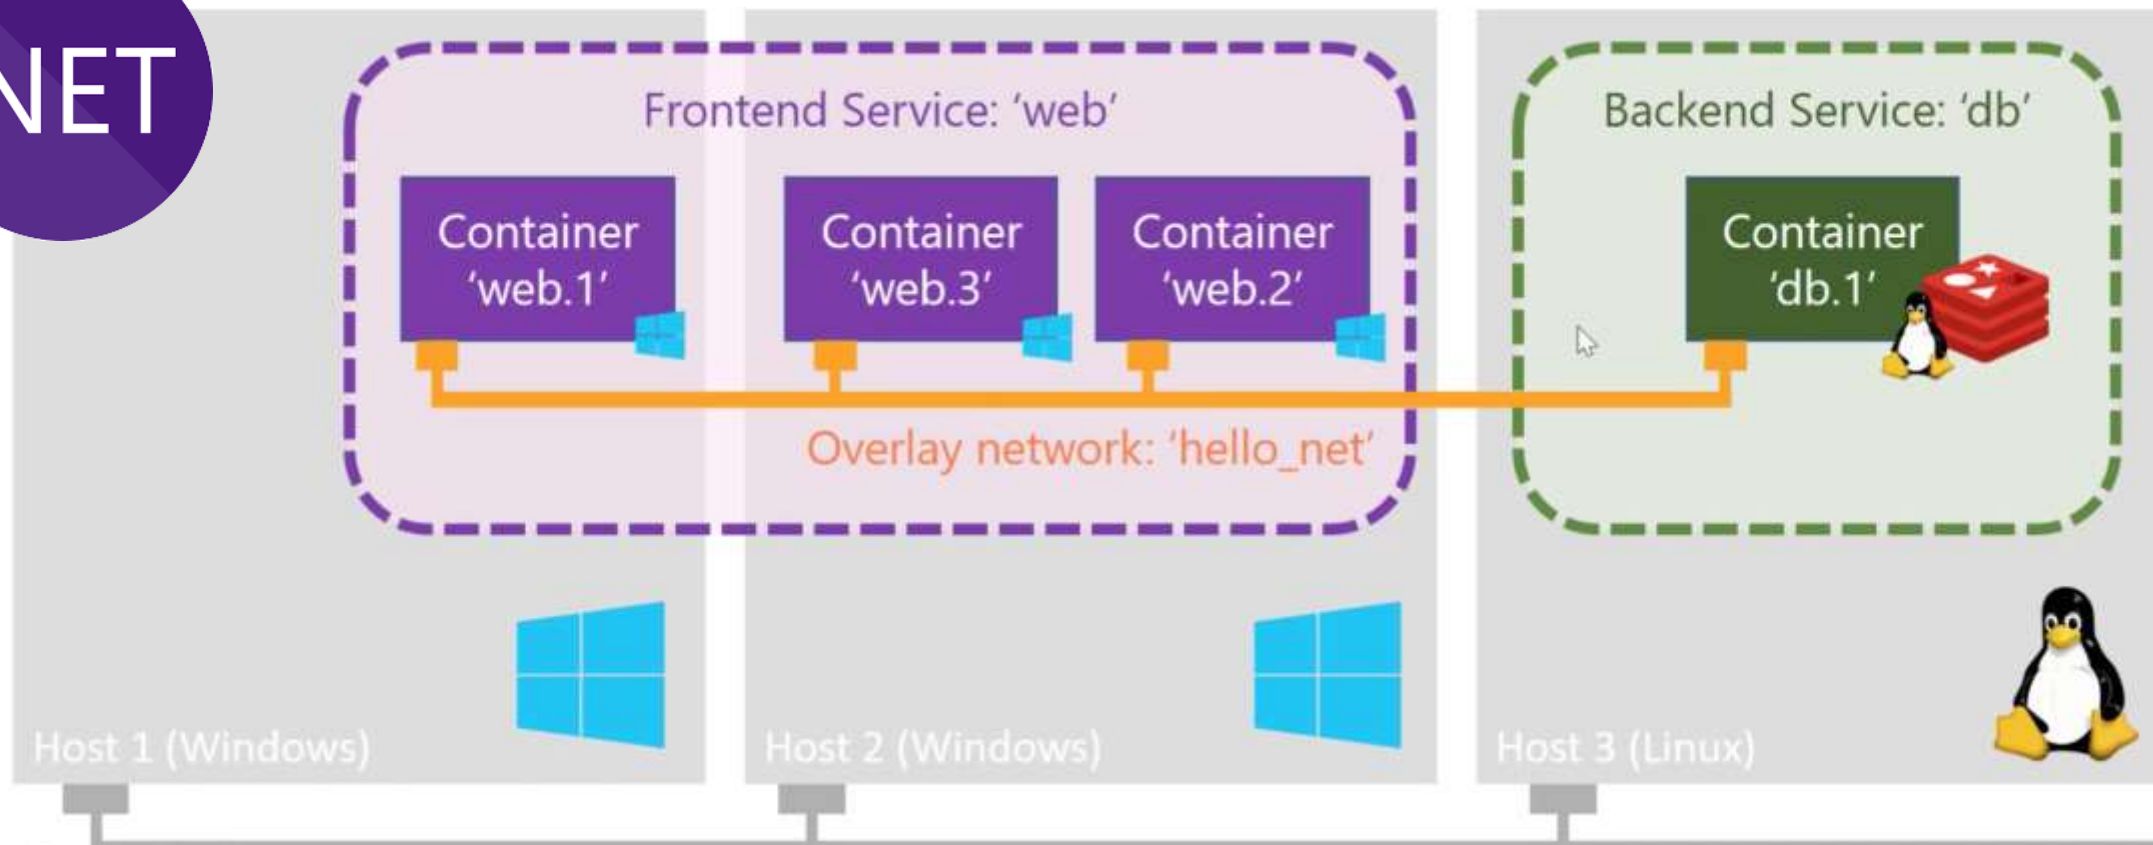 NET
Frontend Service: ‘web’
Backend Service: ‘db’
Container
‘web.1’
Container
‘web.3’
Container
‘web.2’
Container
‘db.1’
Overlay network: ‘hello_net’
Host 1 (Windows)
Host 2 (Windows)
Host 3 (Linux)